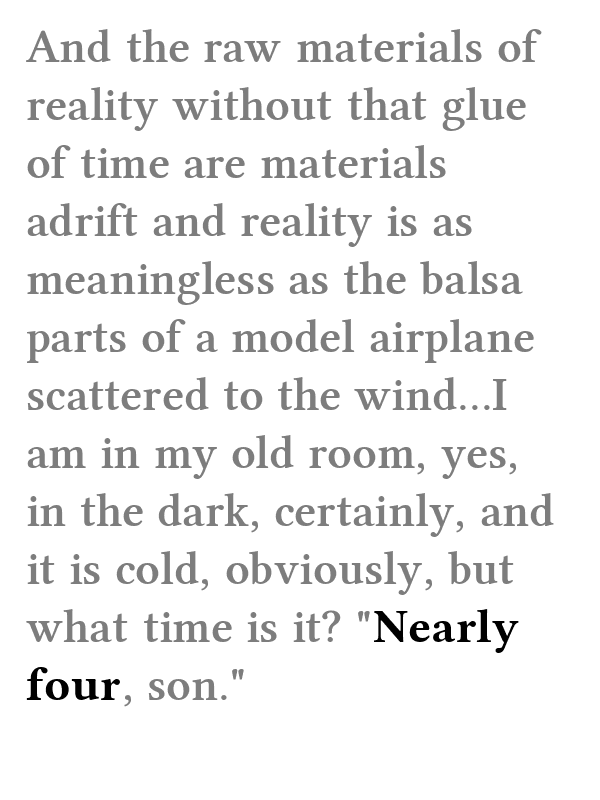 And the raw materials of
reality without that glue
of time are materials
adrift and reality is as
meaningless as the balsa
parts of a model airplane
scattered to the wind...I
am in my old room, yes,
in the dark, certainly, and
it is cold, obviously, but
what time is it? "Nearly
four, son."